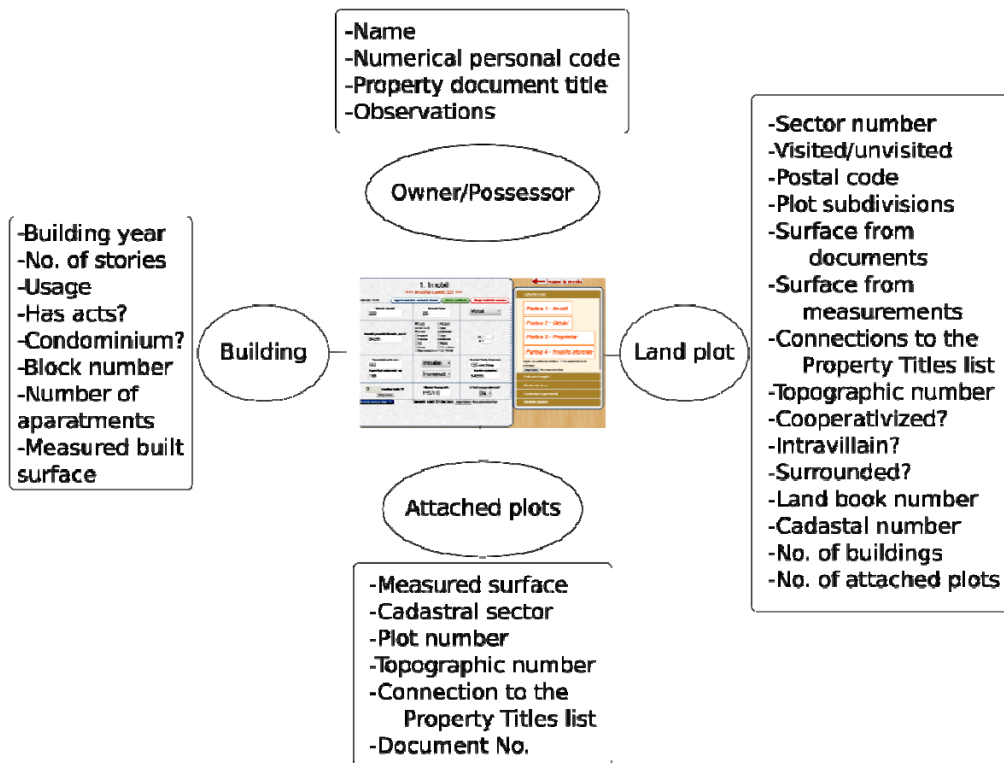 -Name
-Numerical personal code
-Property document title
-Observations
Owner/Possessor
-Building year
-No. of stories
-Usage
-Has acts?
-Condominium?
-Block number
-Number of
aparatments
-Measured built
surface
Building
1. Imobil
Land plot
-Sector number
-Visited/unvisited
-Postal code
-Plot subdivisions
-Surface from
documents
-Surface from
measurements
-Connections to the
Property Titles list
-Topographic number
-Cooperativized?
-Intravillain?
-Surrounded?
-Land book number
-Cadastal number
-No. of buildings
-No. of attached plots
Attached plots
-Measured surface
-Cadastral sector
-Plot number
-Topographic number
-Connection to the
Property Titles list
-Document No.